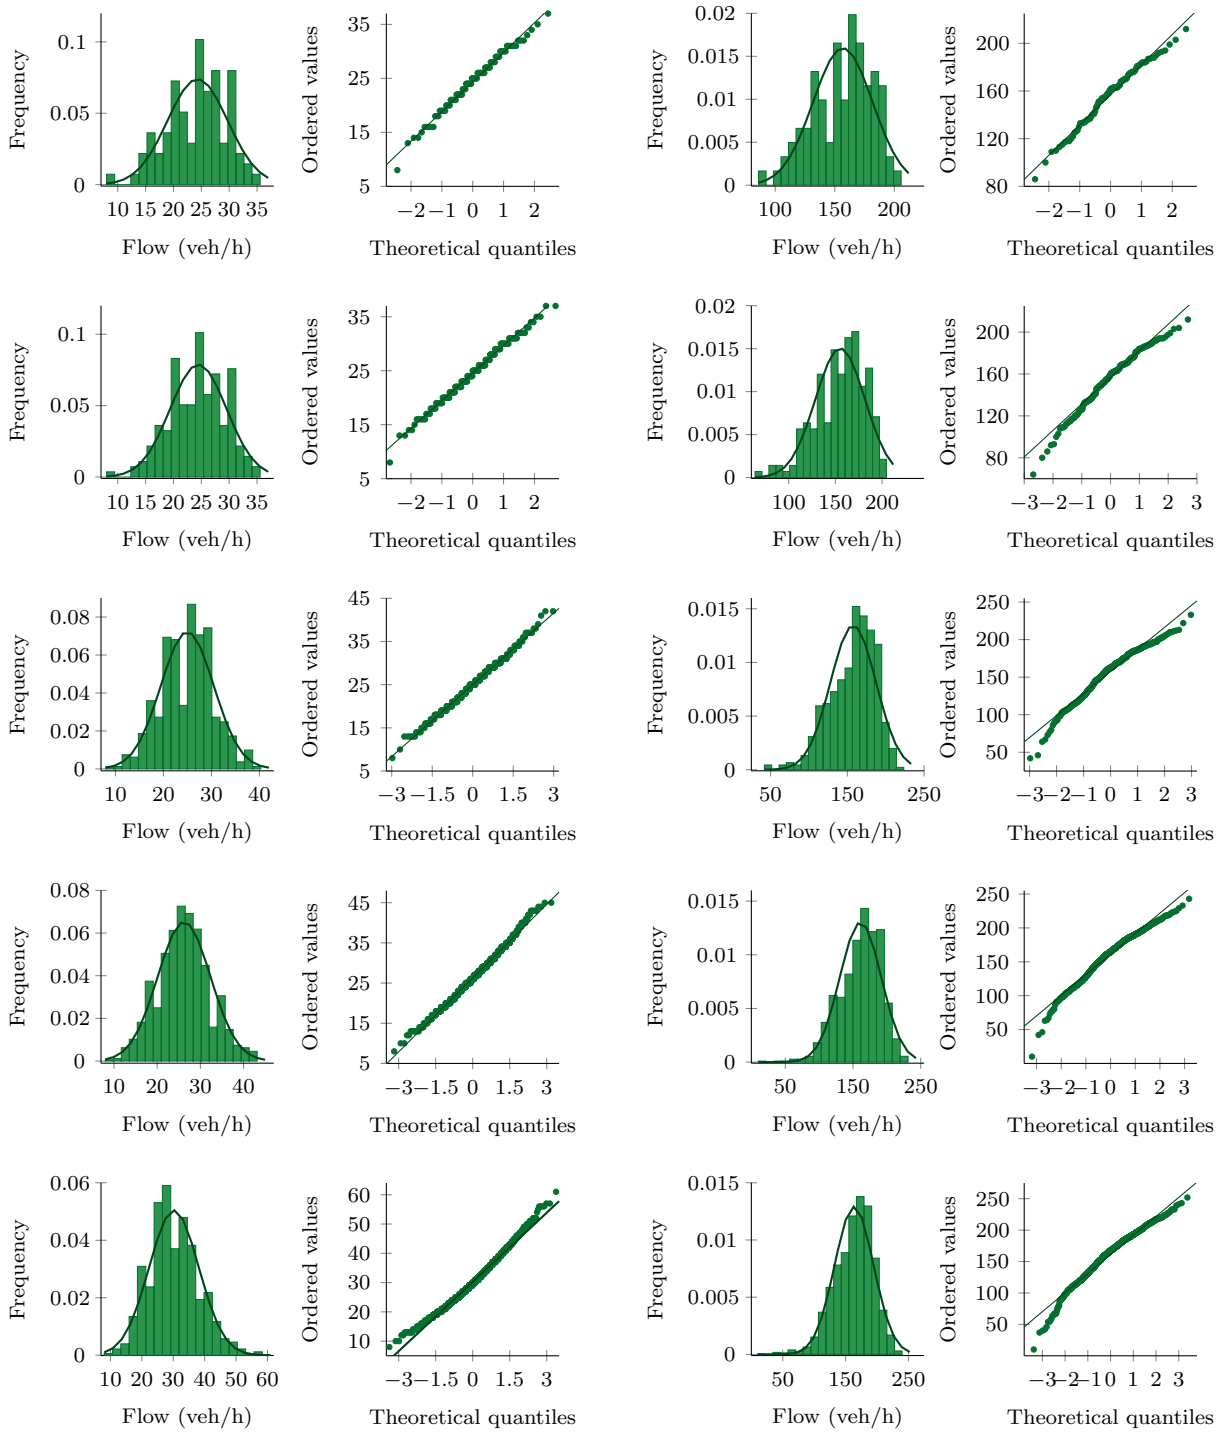 Frequency
0.1
0.05
0
10 15 20 25 30 35
Flow (veh/h)
Ordered values
35
25
15
5
−2 −1 0 1 2
Theoretical quantiles
Frequency
0.02
0.015
0.01
0.005
0
100 150 200
Flow (veh/h)
Ordered values
200
160
120
80
−2 −1 0 1 2
Theoretical quantiles
Frequency
0.1
0.05
0
10 15 20 25 30 35
Flow (veh/h)
Ordered values
35
25
15
5
−2 −1 0 1 2
Theoretical quantiles
Frequency
0.02
0.015
0.01
0.005
0
100 150 200
Flow (veh/h)
Ordered values
200
160
120
80
−3 −2 −1 0 1 2 3
Theoretical quantiles
Frequency
0.08
0.06
0.04
0.02
0
10 20 30 40
Flow (veh/h)
Ordered values
45
35
25
15
5
−3 −1.5 0 1.5 3
Theoretical quantiles
Frequency
0.015
0.01
0.005
0
50 150 250
Flow (veh/h)
Ordered values
250
200
150
100
50
−3 −2 −1 0 1 2 3
Theoretical quantiles
Frequency
0.08
0.06
0.04
0.02
0
10 20 30 40
Flow (veh/h)
Ordered values
45
35
25
15
5
−3 −1.5 0 1.5 3
Theoretical quantiles
Frequency
0.015
0.01
0.005
0
50 150 250
Flow (veh/h)
Ordered values
250
200
150
100
50
−3 −2 −1 0 1 2 3
Theoretical quantiles
Frequency
0.06
0.04
0.02
0
10 20 30 40 50 60
Flow (veh/h)
Ordered values
60
50
40
30
20
10
−3 −1.5 0 1.5 3
Theoretical quantiles
Frequency
0.015
0.01
0.005
0
50 150 250
Flow (veh/h)
Ordered values
250
200
150
100
50
−3 −2 −1 0 1 2 3
Theoretical quantiles